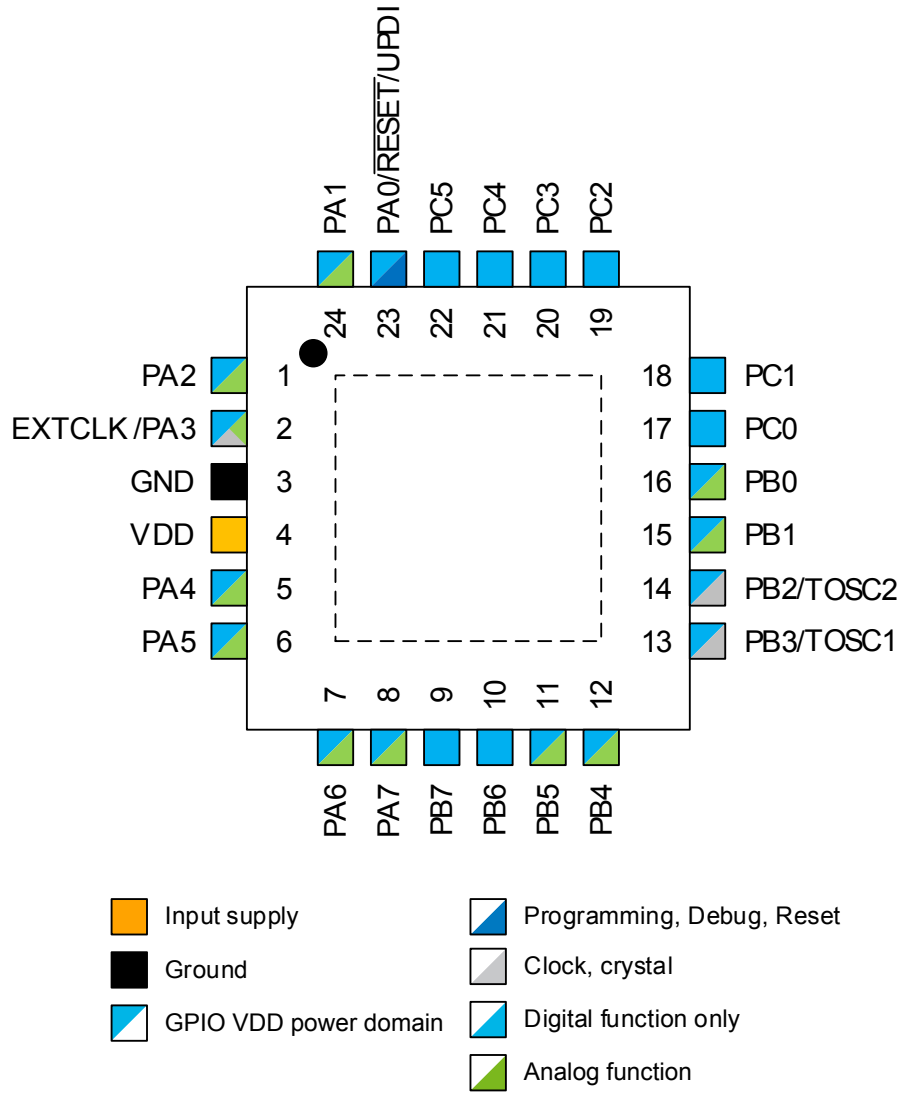 PA1
PA0/RESET/UPDI
PC5
PC4
PC3
PC2
24
23
22
21
20
19
PA2 1
EXTCLK/PA3 2
GND 3
VDD 4
PA4 5
PA5 6
18 PC1
17 PC0
16 PB0
15 PB1
14 PB2/TOSC2
13 PB3/TOSC1
7
8
9
10
11
12
PA6
PA7
PB7
PB6
PB5
PB4
Input supply
Ground
GPIO VDD power domain
Programming, Debug, Reset
Clock, crystal
Digital function only
Analog function